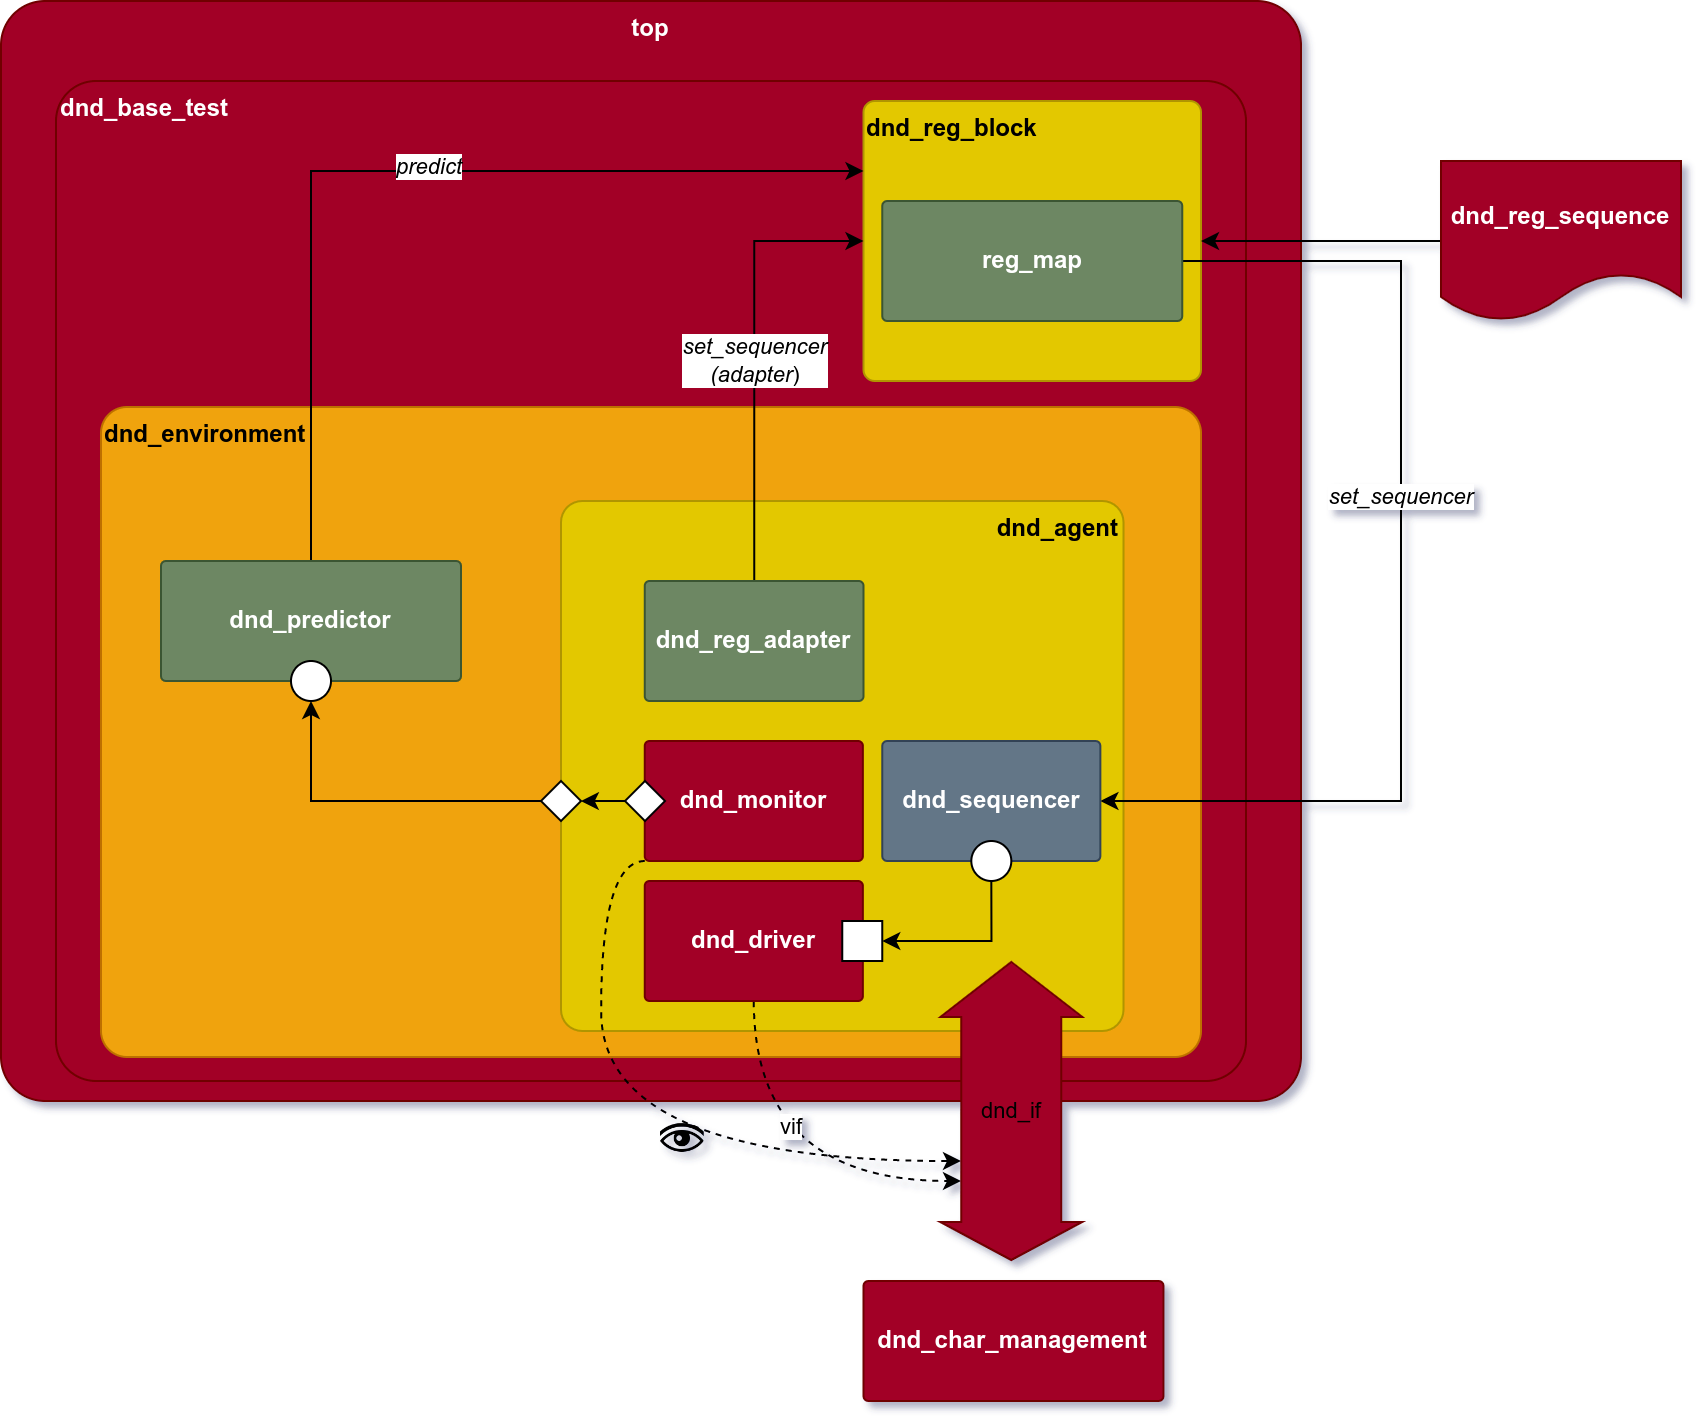 top
dnd_base_test
dnd_reg_block
predict
dnd_reg_sequence
reg_map
set_sequencer
(adapter)
dnd_environment
set_sequencer
dnd_agent
dnd_predictor
dnd_reg_adapter
dnd_monitor
dnd_sequencer
dnd_driver
dnd_if
vif
dnd_char_management